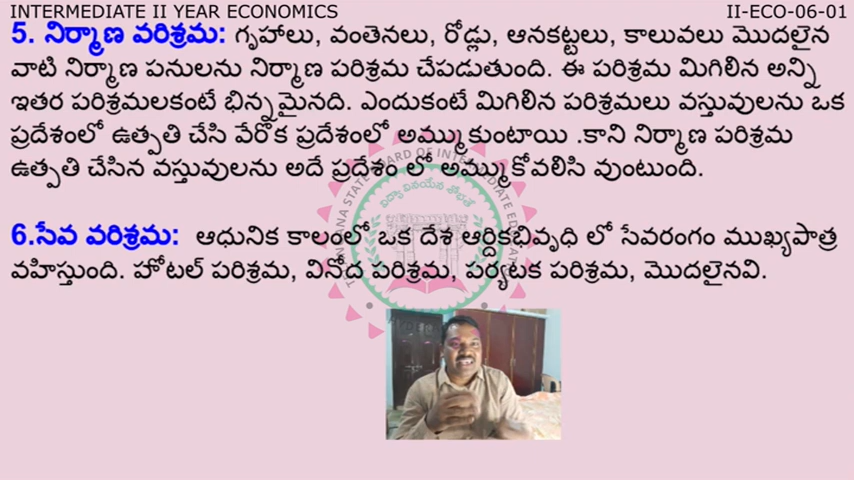 INTERMEDIATE II YEAR ECONOMICS
II-ECO-06-01
5. నిర్మాణ వరిశ్రమ: గృహాలు, వంతెనలు, రోడ్లు, ఆనకట్టలు, కాలువలు మొదలైన
వాటి నిర్మాణ పనులను నిర్మాణ పరిశ్రమ చేపడుతుంది. ఈ పరిశ్రమ మిగిలిన అన్ని
ఇతర పరిశ్రమలకంటే భిన్నమైనది. ఎందుకంటే మిగిలిన పరిశ్రమలు వస్తువులను ఒక
ప్రదేశంలో ఉత్పతి చేసి వేరొక ప్రదేశంలో అమ్ముకుంటాయి .కాని నిర్మాణ పరిశ్రమ
ఉత్పతి చేసిన వస్తువులను అదే ప్రదేశం లో అమ్ముకోవలిసి వుంటుంది.
6.సేవ వరిశ్రమ: ఆధునిక కాలంలో ఒక దేశ ఆర్దికభివృధి లో సేవరంగం ముఖ్యపాత్ర
వహిస్తుంది. హోటల్ పరిశ్రమ, వినోద పరిశ్రమ, పర్యటక పరిశ్రమ, మొదలైనవి.